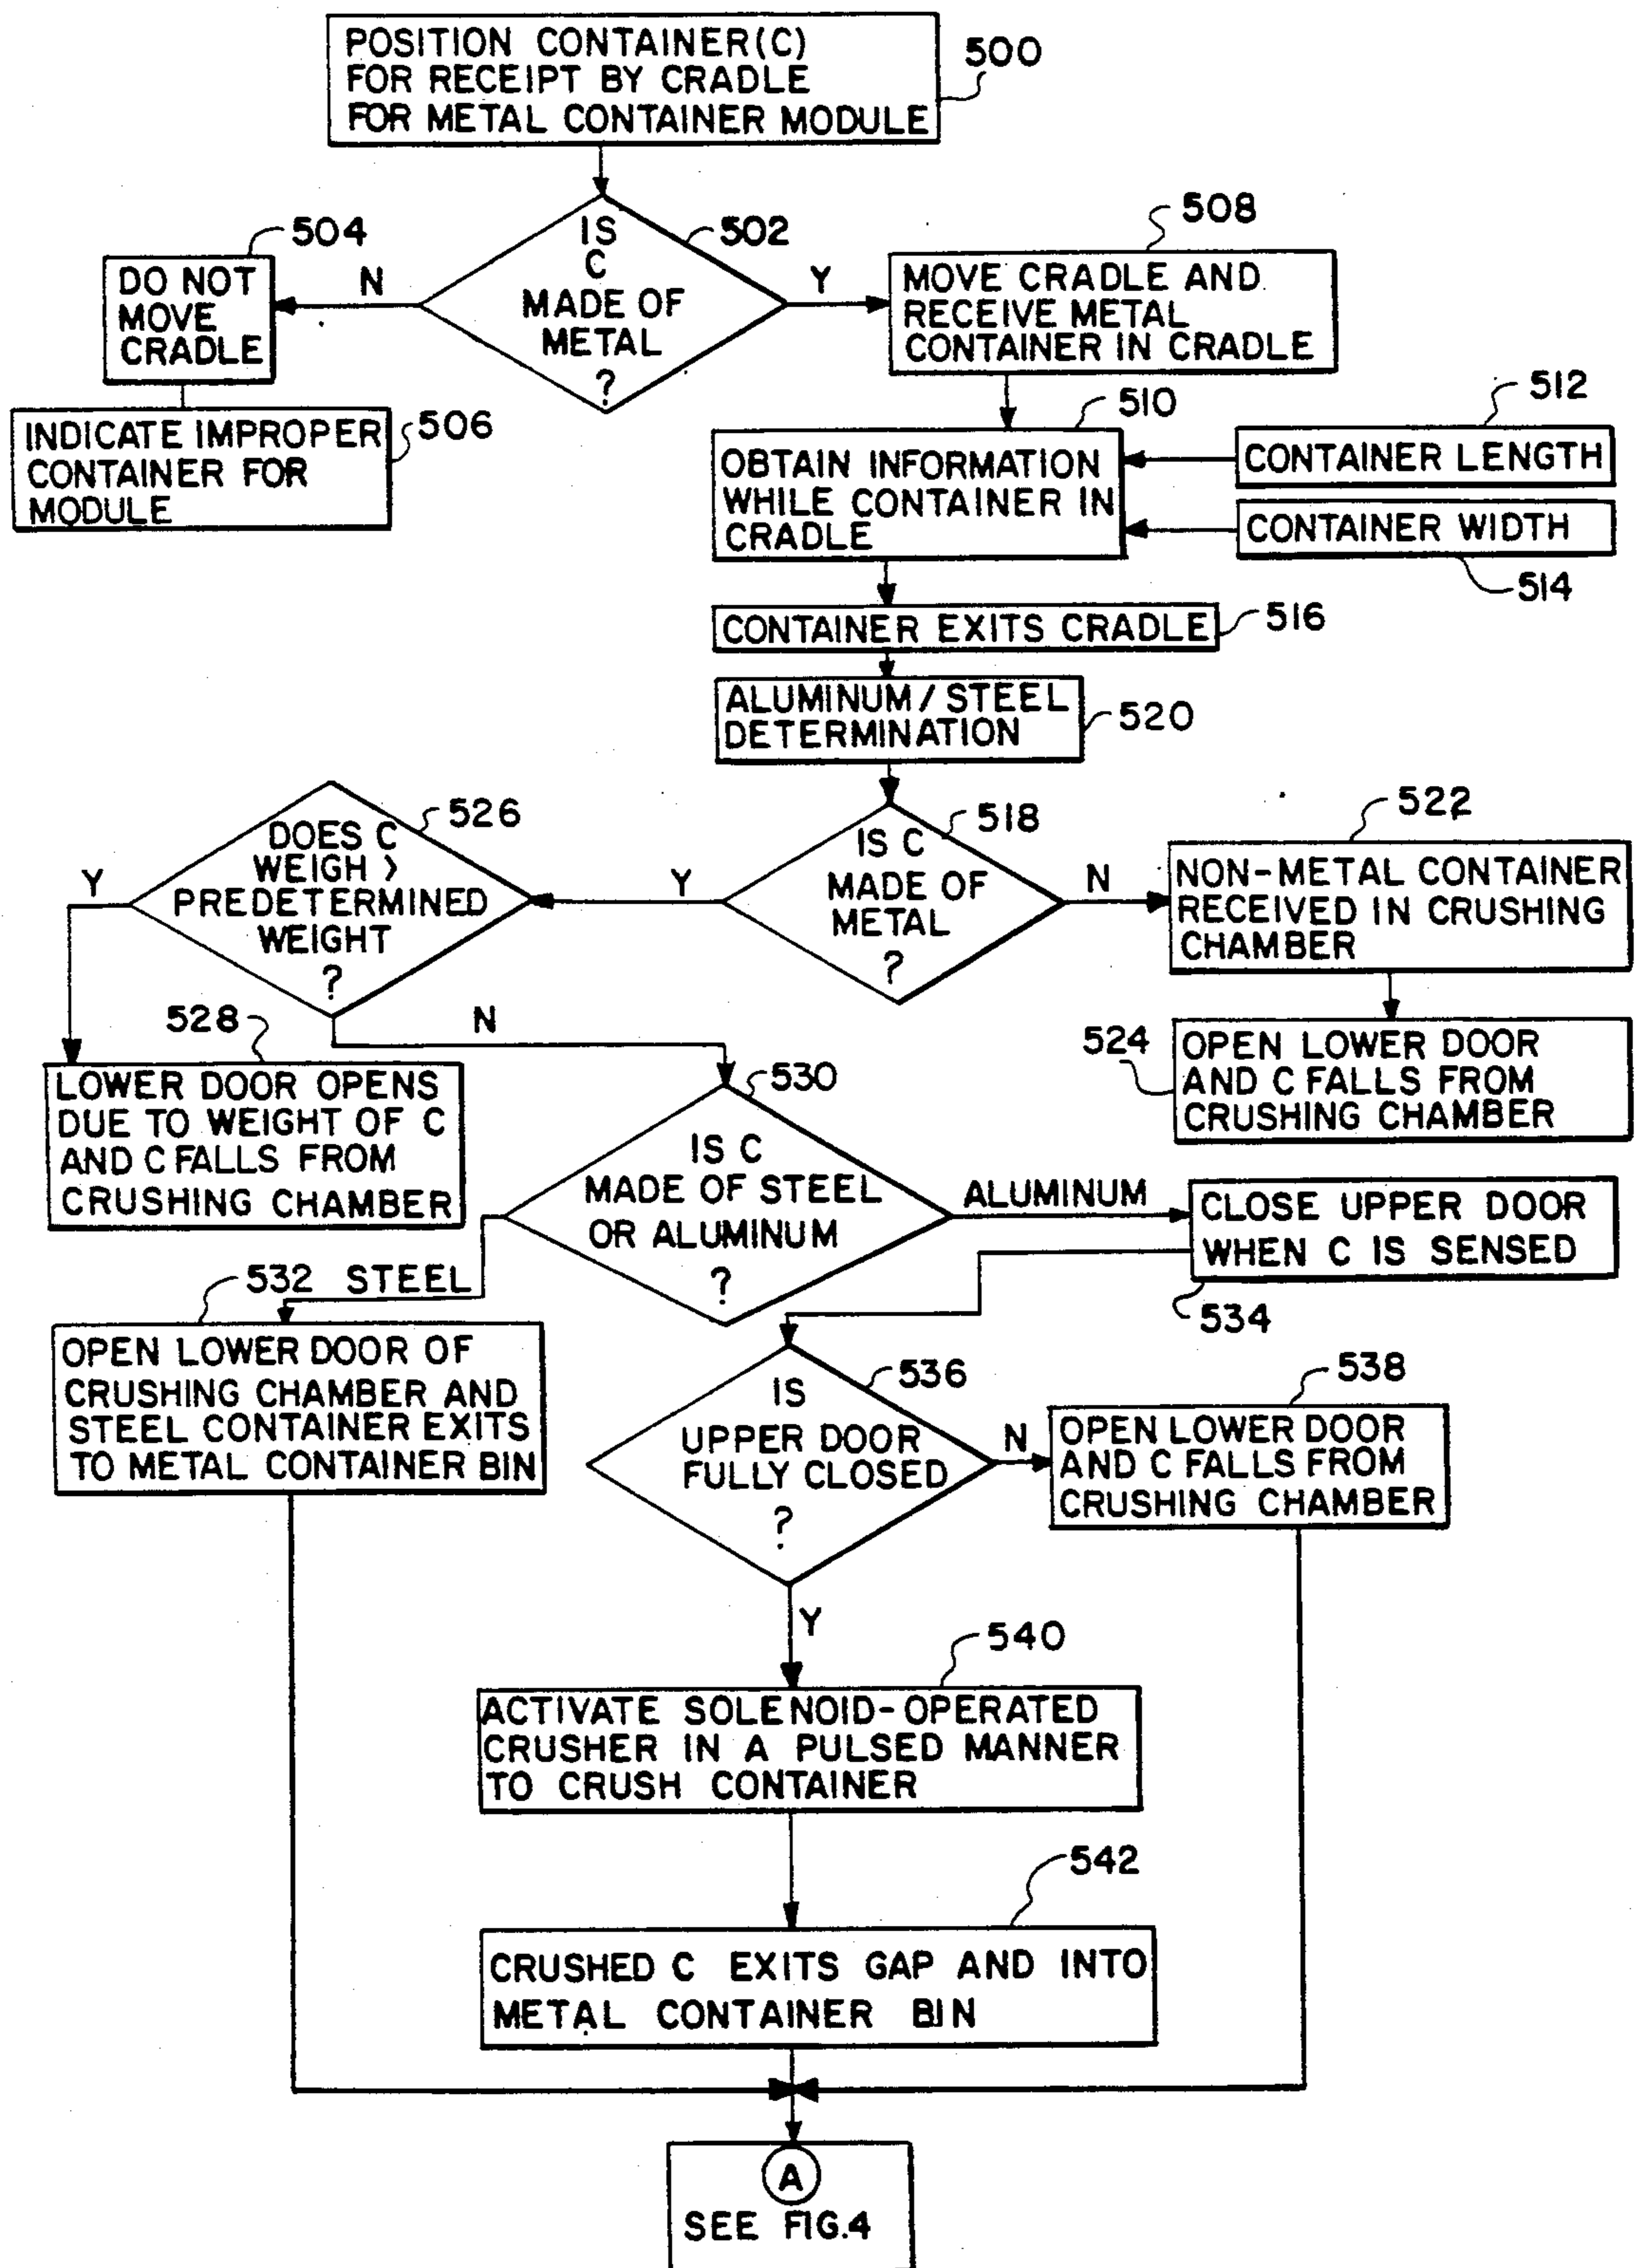 POSITION CONTAINER(C)
FOR RECEIPT BY CRADLE
FOR METAL CONTAINER MODULE
500
504
DO NOT
MOVE
CRADLE
N
IS
C
MADE OF
METAL
?
502
Y
508
MOVE CRADLE AND
RECEIVE METAL
CONTAINER IN CRADLE
INDICATE IMPROPER
CONTAINER FOR
MODULE
506
510
OBTAIN INFORMATION
WHILE CONTAINER IN
CRADLE
512
CONTAINER LENGTH
CONTAINER WIDTH
514
CONTAINER EXITS CRADLE
516
ALUMINUM / STEEL
DETERMINATION
520
526
DOES C
WEIGH >
PREDETERMINED
WEIGHT
?
Y
Y
IS C
MADE OF
METAL
?
518
N
522
NON-METAL CONTAINER
RECEIVED IN CRUSHING
CHAMBER
524
OPEN LOWER DOOR
AND C FALLS FROM
CRUSHING CHAMBER
528
N
LOWER DOOR OPENS
DUE TO WEIGHT OF C
AND C FALLS FROM
CRUSHING CHAMBER
530
IS C
MADE OF STEEL
OR ALUMINUM
?
ALUMINUM
CLOSE UPPER DOOR
WHEN C IS SENSED
534
532
STEEL
OPEN LOWER DOOR OF
CRUSHING CHAMBER AND
STEEL CONTAINER EXITS
TO METAL CONTAINER BIN
536
IS
UPPER DOOR
FULLY CLOSED
?
N
538
OPEN LOWER DOOR
AND C FALLS FROM
CRUSHING CHAMBER
Y
540
ACTIVATE SOLENOID-OPERATED
CRUSHER IN A PULSED MANNER
TO CRUSH CONTAINER
542
CRUSHED C EXITS GAP AND INTO
METAL CONTAINER BIN
A
SEE FIG.4